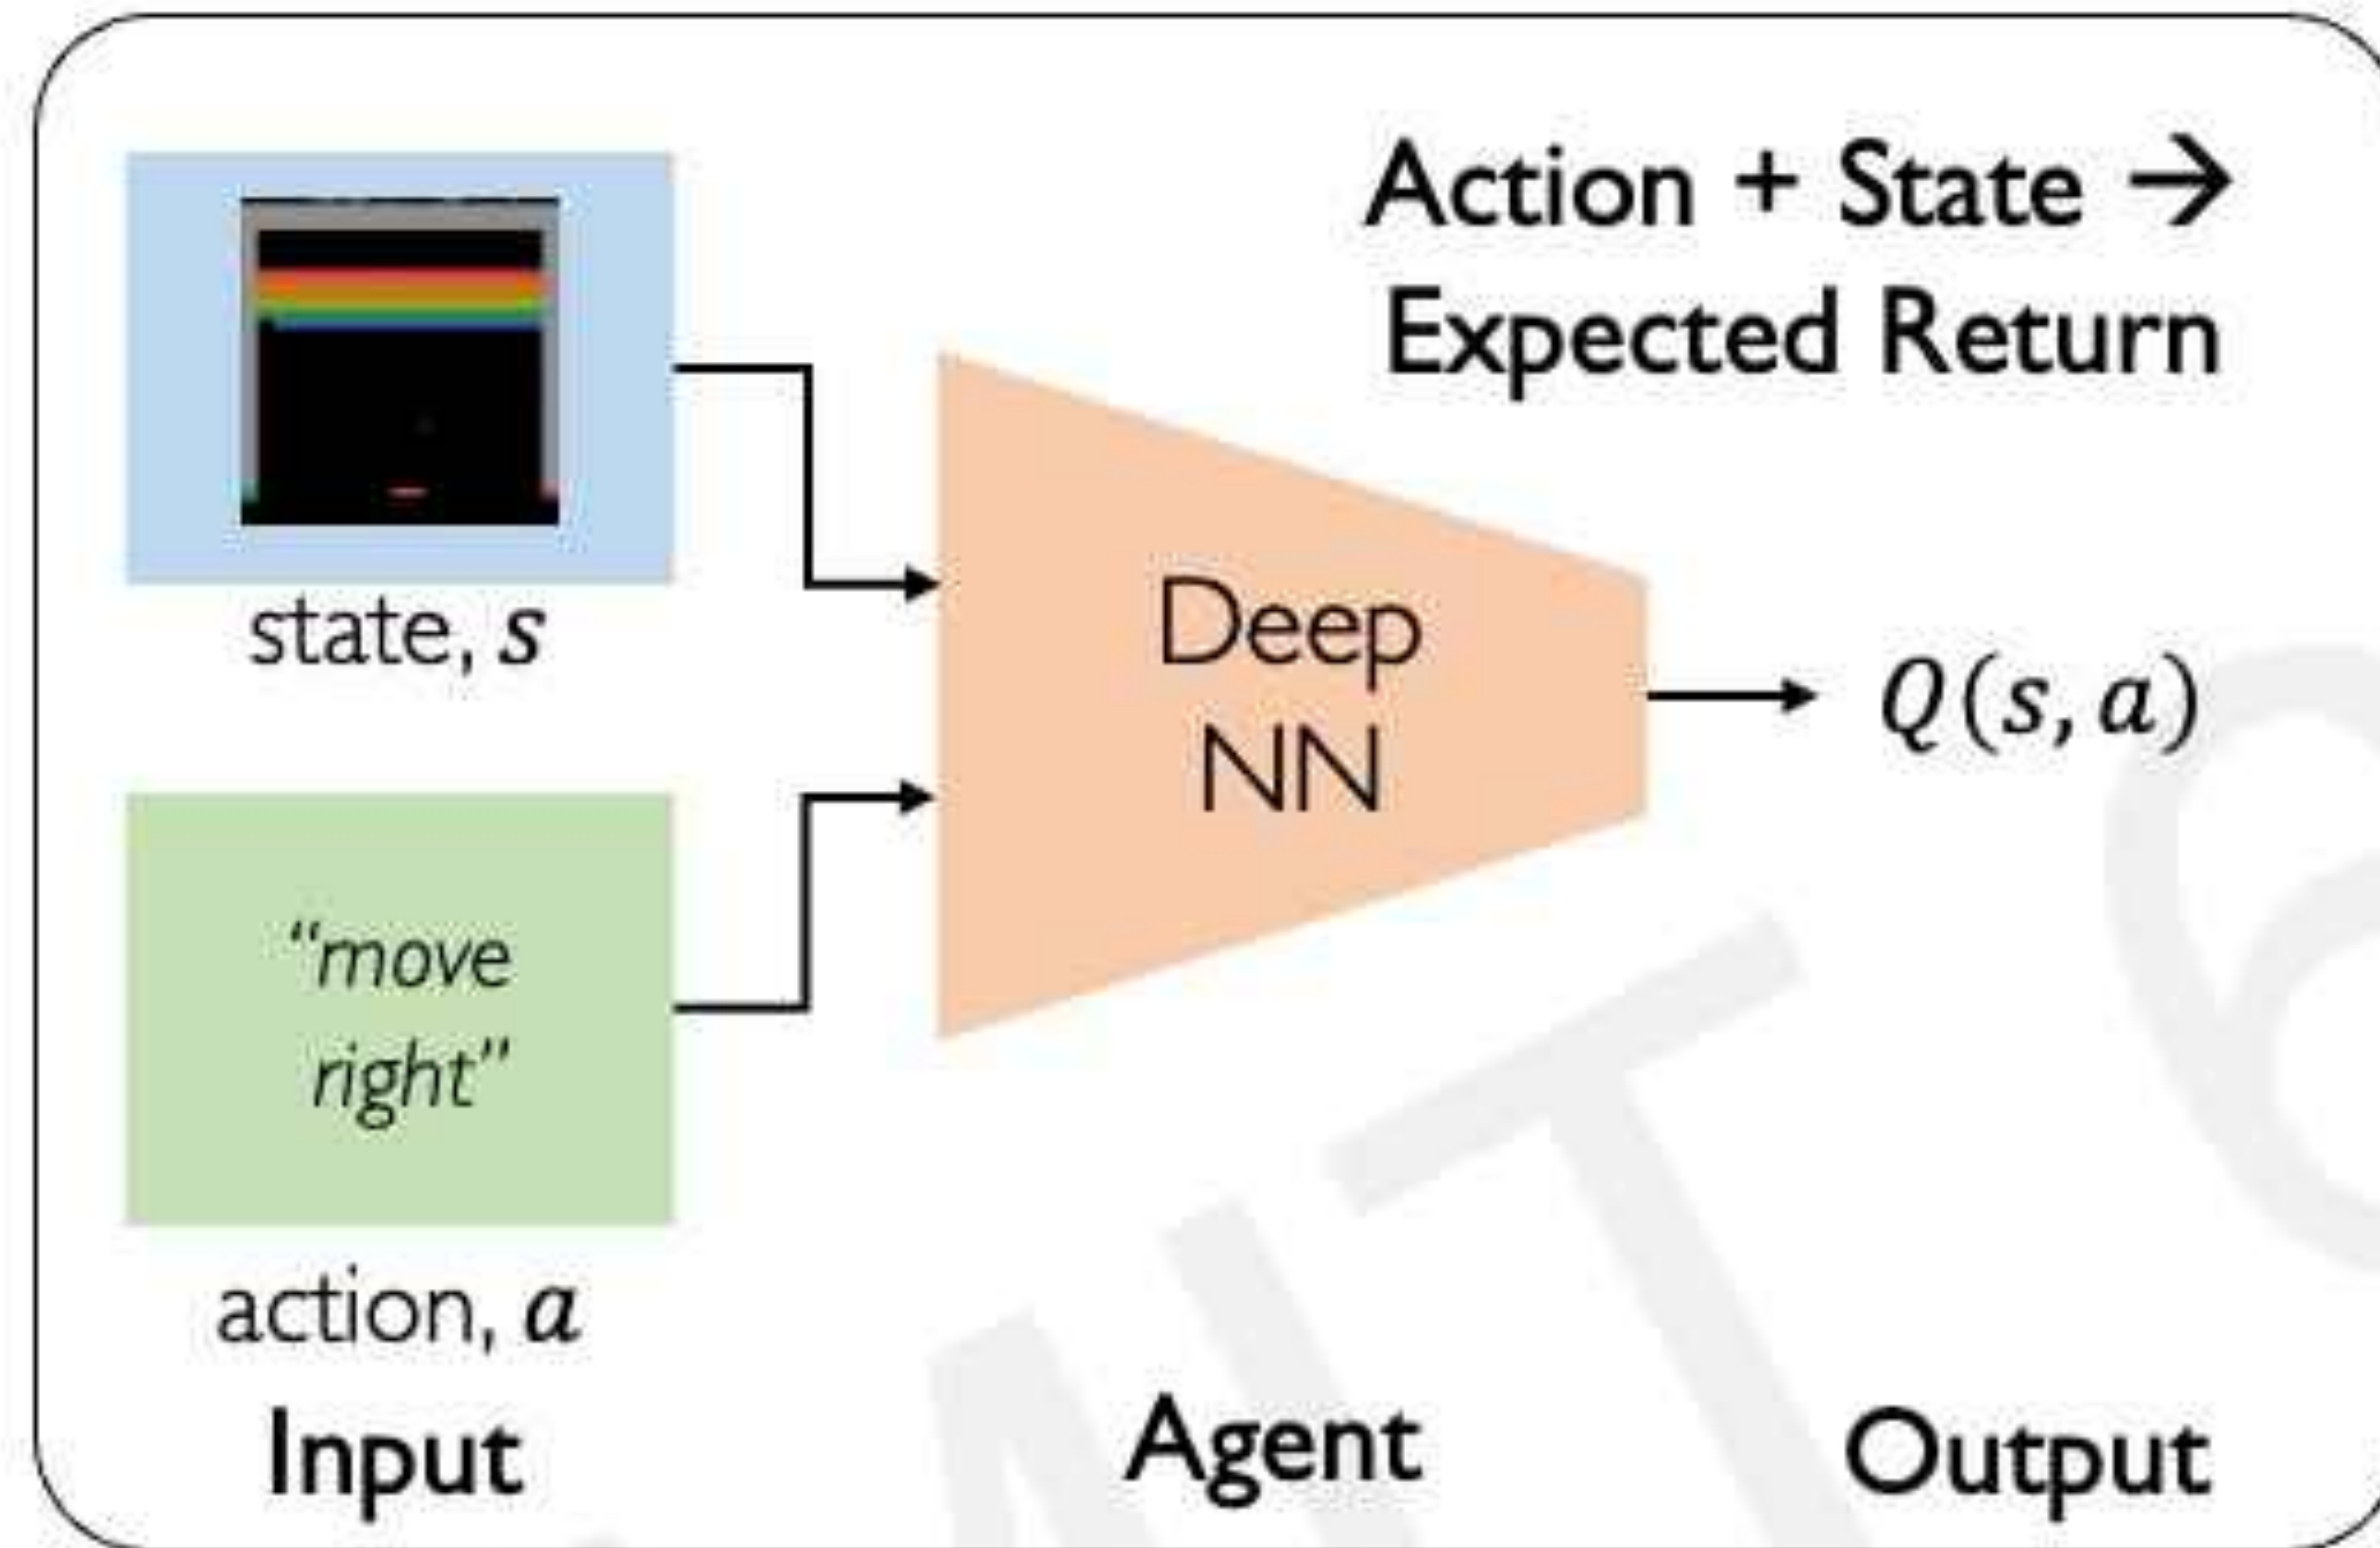 Action + State →
Expected Return
state, s
Deep
NN
Q(s, a)
“move
right”
action, a
Input
Agent
Output